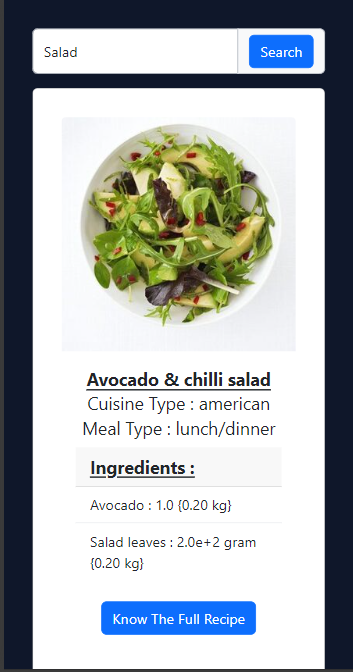 Salad
Search
Avocado & chilli salad
Cuisine Type : american
Meal Type : lunch/dinner
Ingredients :
Avocado : 1.0 {0.20 kg}
Salad leaves : 2.0e+2 gram
{0.20 kg}
Know The Full Recipe